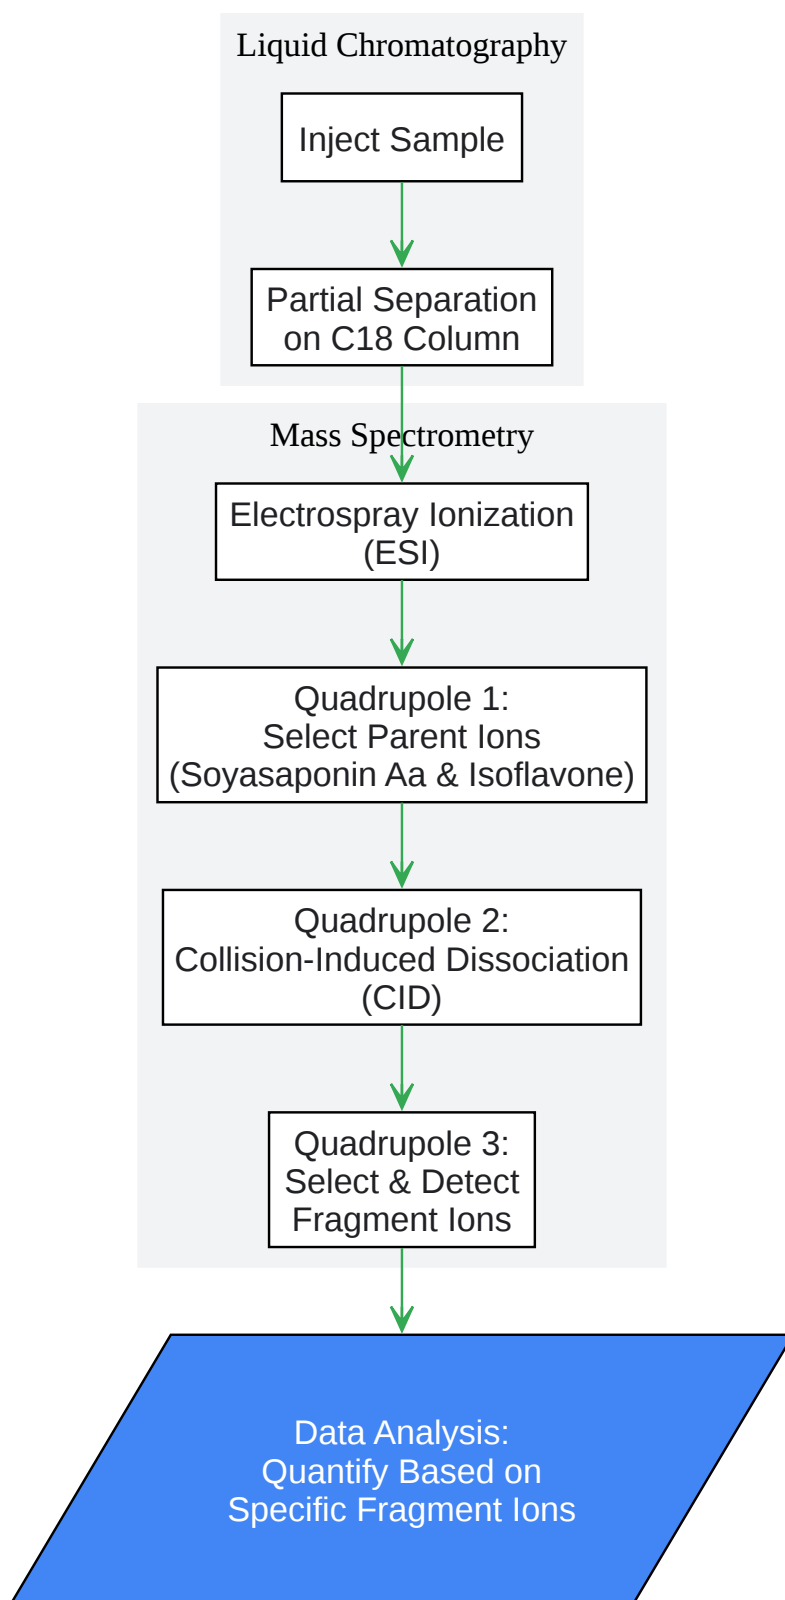 Liquid Chromatography
Inject Sample
Partial Separation
on C18 Column
Mass Spectrometry
Electrospray Ionization
(ESI)
Quadrupole 1:
Select Parent Ions
(Soyasaponin Aa & Isoflavone)
Quadrupole 2:
Collision-Induced Dissociation
(CID)
Quadrupole 3:
Select & Detect
Fragment Ions
Data Analysis:
Quantify Based on
Specific Fragment Ions